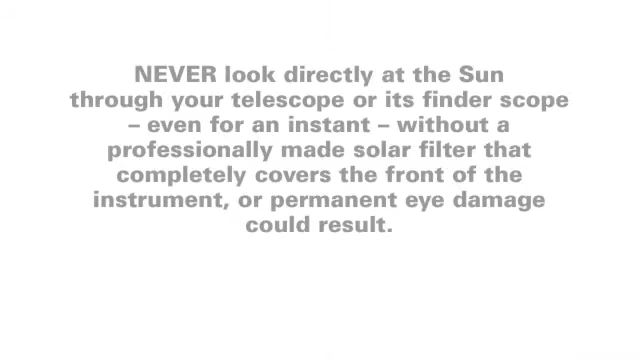 NEVER look directly at the Sun
through your telescope or its finder scope
– even for an instant – without a
professionally made solar filter that
completely covers the front of the
instrument, or permanent eye damage
could result.